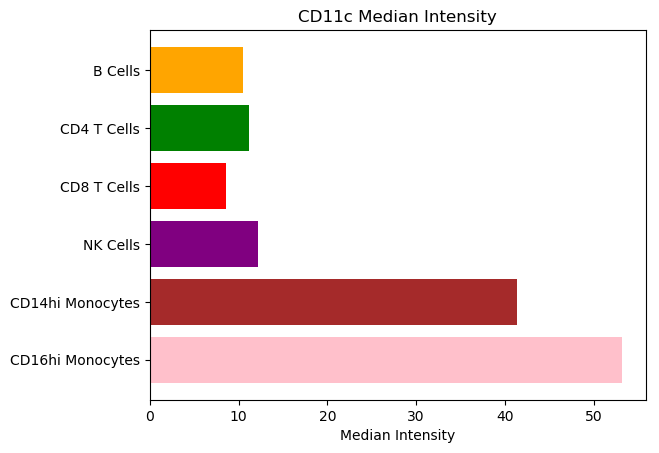 CD11c Median Intensity
B Cells
CD4 T Cells
CD8 T Cells
NK Cells
CD14hi Monocytes
CD16hi Monocytes
0 10 20 30 40 50
Median Intensity